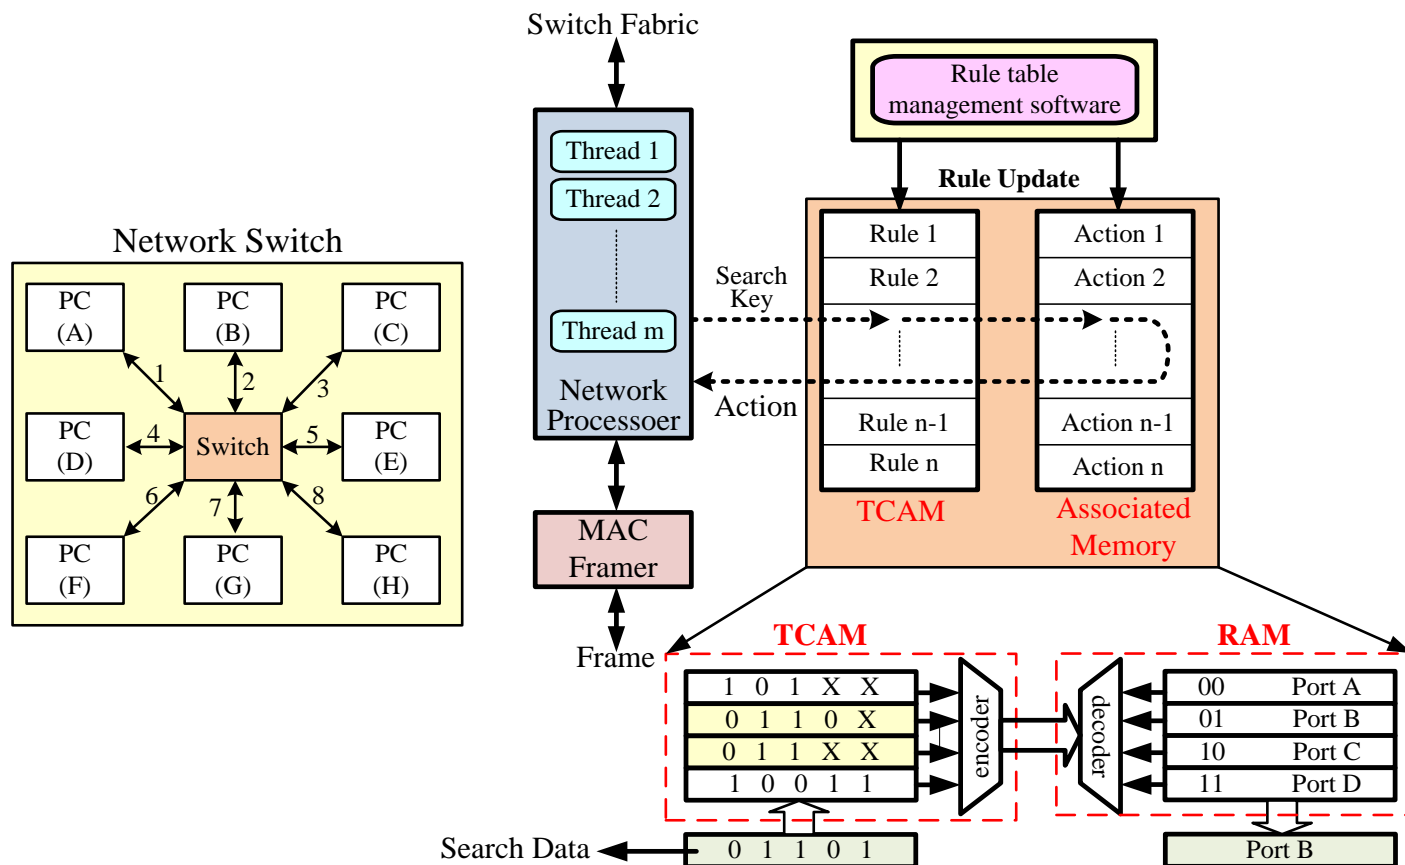 Switch Fabric
Rule table
management software
Thread 1
Thread 2
Thread m
Network
Processoer
Search
Key
Action
Rule Update
Rule 1
Rule 2
Rule n-1
Rule n
TCAM
Action 1
Action 2
Action n-1
Action n
Associated
Memory
MAC
Framer
Frame
Network Switch
PC
(A)
PC
(B)
PC
(C)
1
2
3
PC
(D)
4
Switch
5
PC
(E)
6
7
8
PC
(F)
PC
(G)
PC
(H)
TCAM
1 0 1 X X
0 1 1 0 X
0 1 1 X X
1 0 0 1 1
encoder
RAM
decoder
00 Port A
01 Port B
10 Port C
11 Port D
Search Data
0 1 1 0 1
Port B